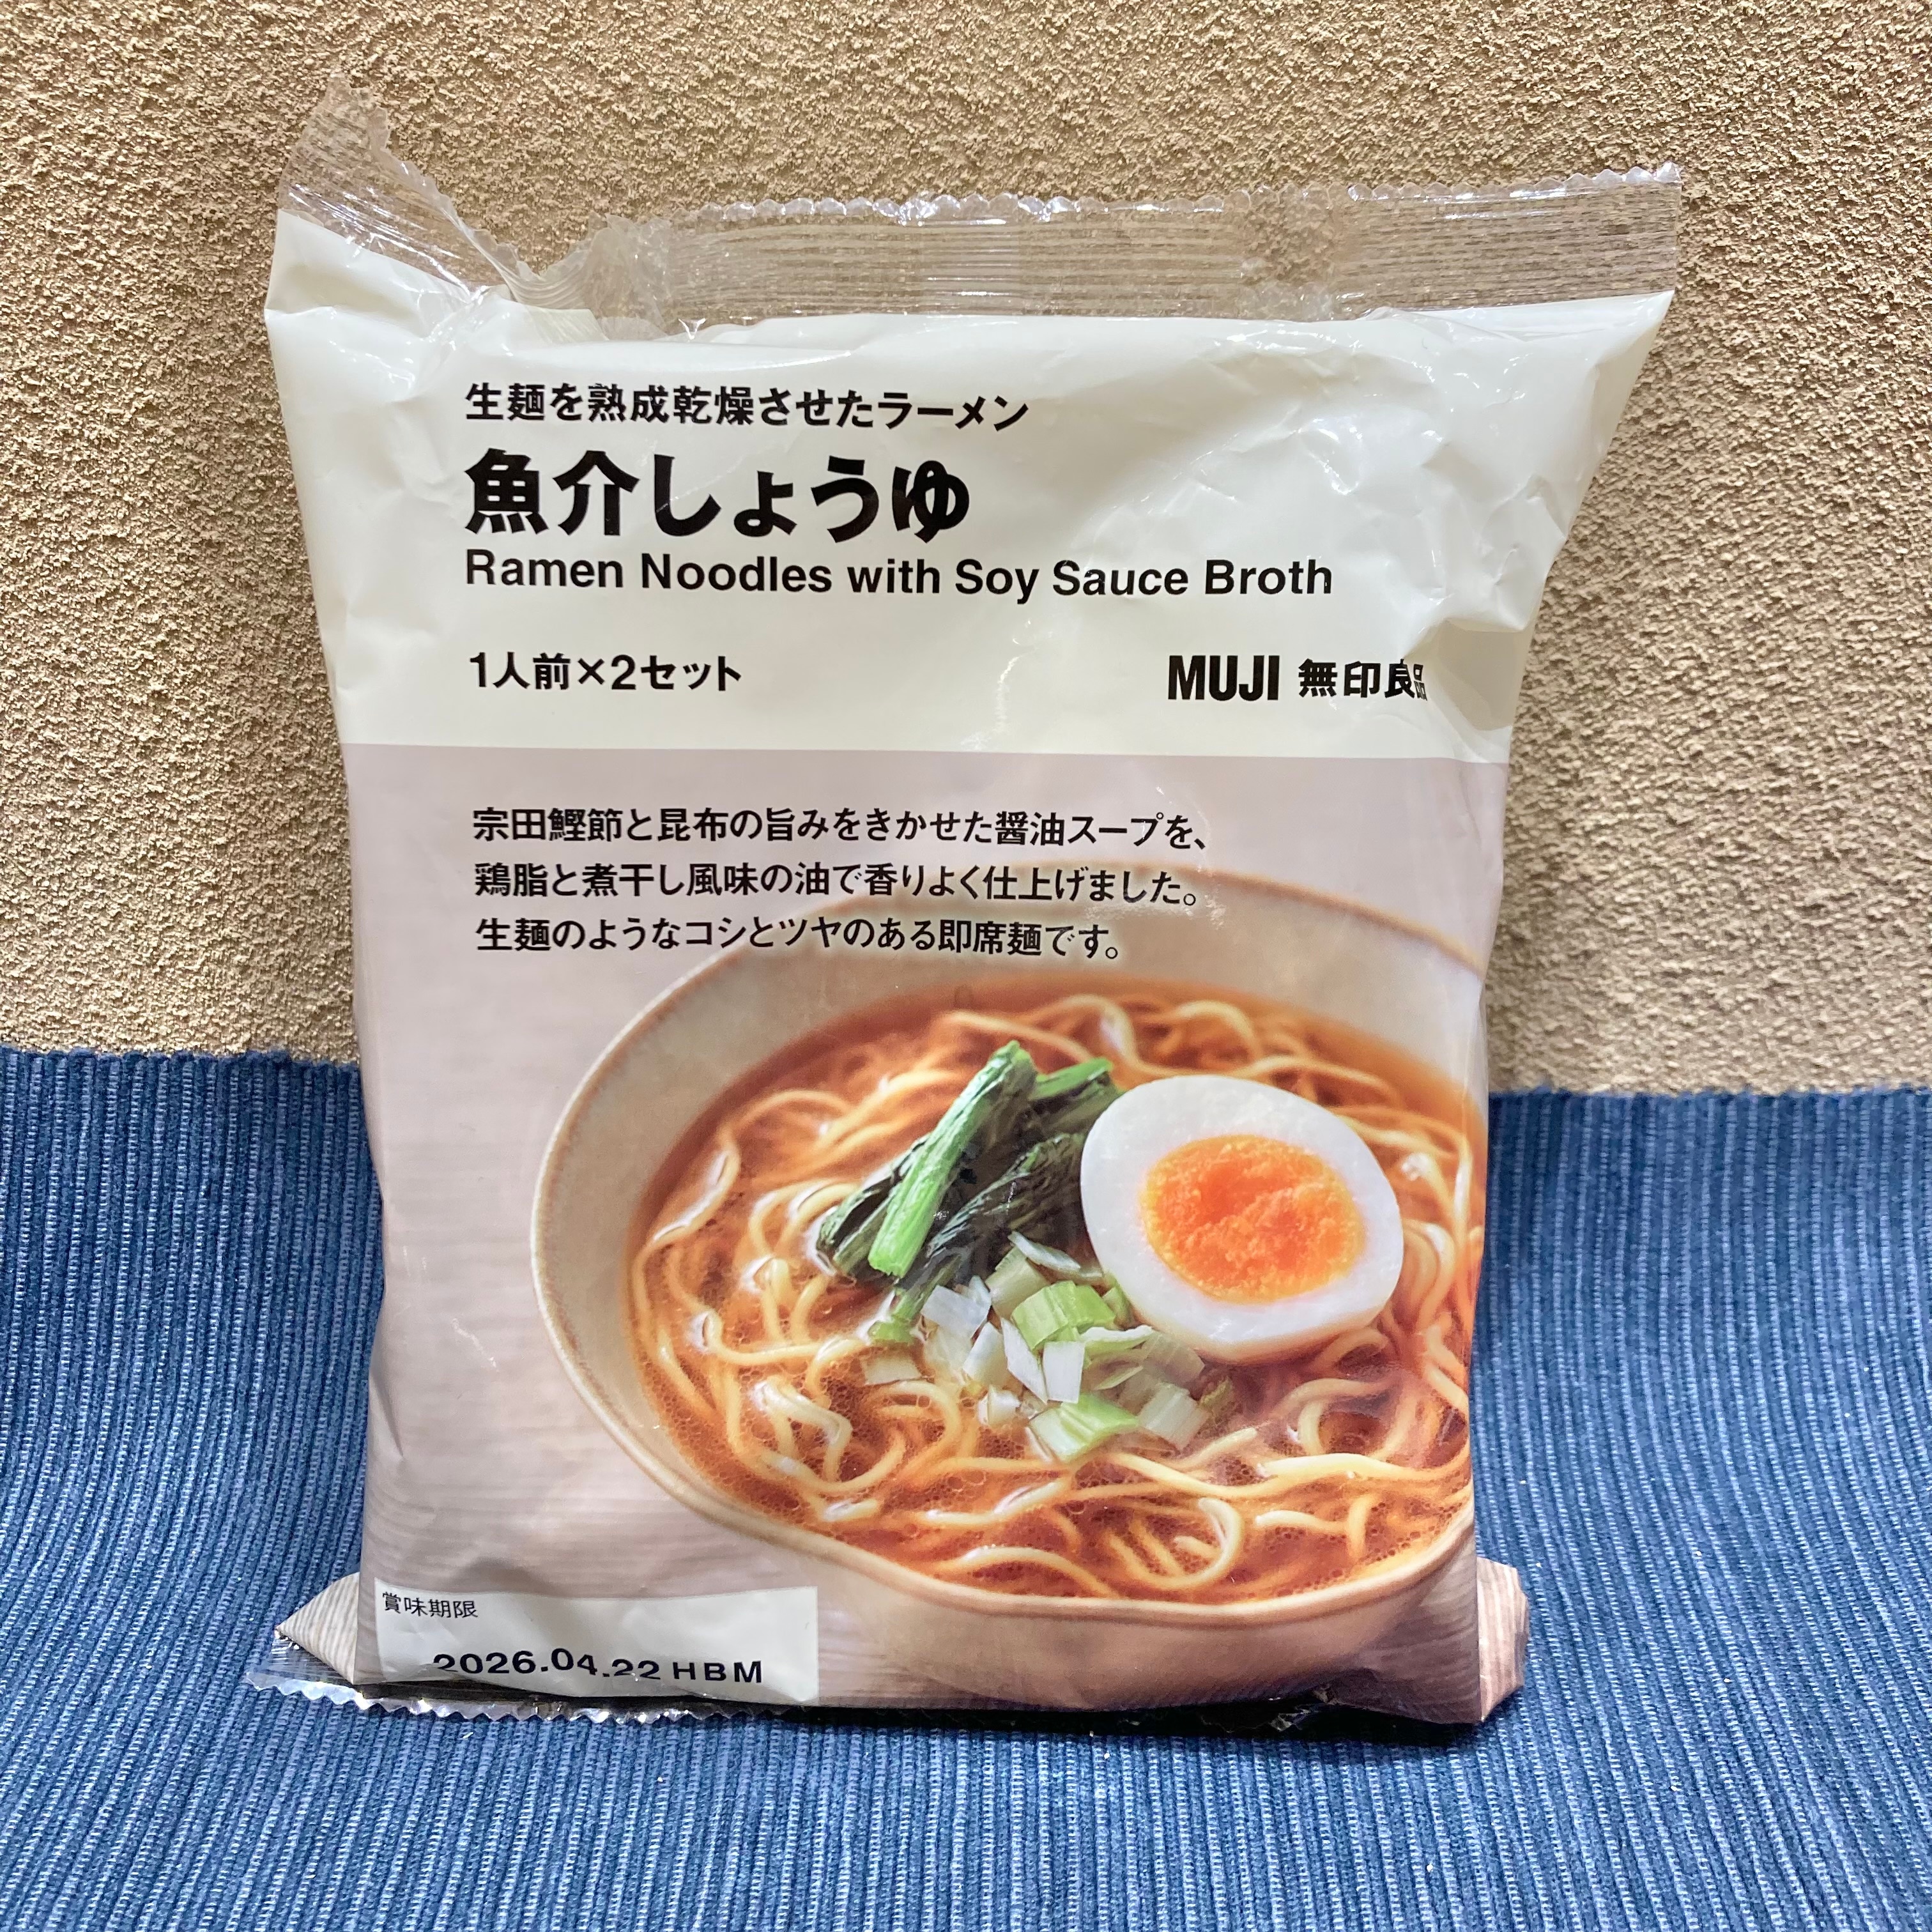 生麺を熟成乾燥させたラーメン
魚介しょうゆ
Ramen Noodles with Soy Sauce Broth
1人前×2セット
MUJI 無印良品
宗田鰹節と昆布の旨みをきかせた醤油スープを、
鶏脂と煮干し風味の油で香りよく仕上げました。
生麺のようなコシとツヤのある即席麺です。
賞味期限
2026.04.22 HBM